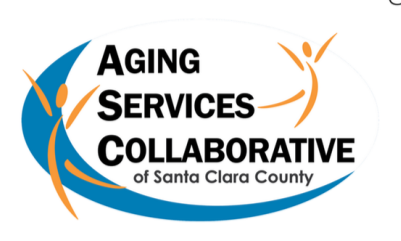 AGING
SERVICES
COLLABORATIVE
of Santa Clara County